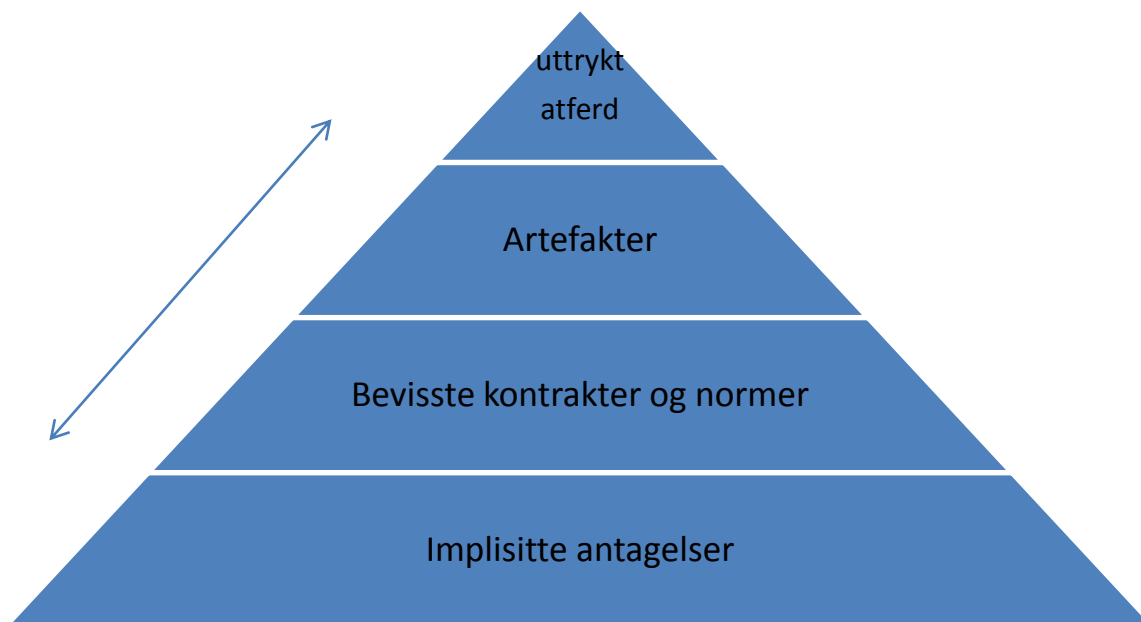 uttrykt
atferd
Artefakter
Bevisste kontrakter og normer
Implisitte antagelser